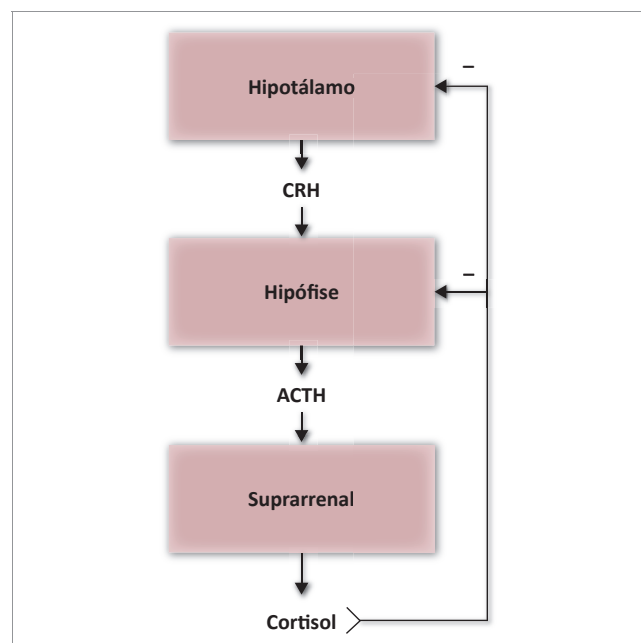 Hipotálamo
–
CRH
Hipófise
–
ACTH
Suprarrenal
Cortisol